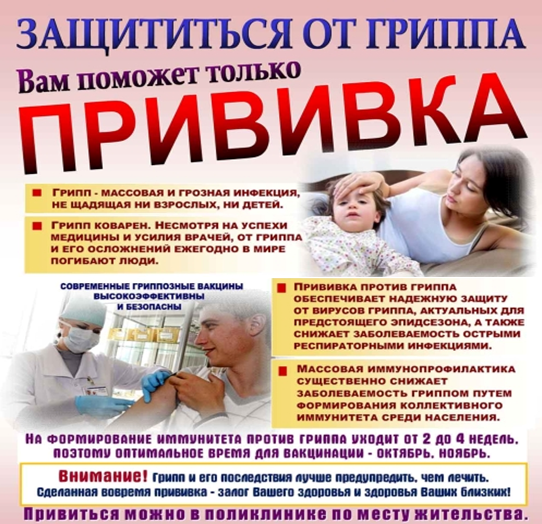 ЗАЩИТИТЬСЯ ОТ ГРИППА
Вам поможет только
ПРИВИВКА
ГРИПП - МАССОВАЯ И ГРОЗНАЯ ИНФЕКЦИЯ,
НЕ ЩАДЯЩАЯ НИ ВЗРОСЛЫХ, НИ ДЕТЕЙ.
ГРИПП КОВАРЕН. НЕСМОТРЯ НА УСПЕХИ
МЕДИЦИНЫ И УСИЛИЯ ВРАЧЕЙ, ОТ ГРИППА
И ЕГО ОСЛОЖНЕНИЙ ЕЖЕГОДНО В МИРЕ
ПОГИБАЮТ ЛЮДИ.
СОВРЕМЕННЫЕ ГРИППОЗНЫЕ ВАКЦИНЫ
ВЫСОКОЭФФЕКТИВНЫ
И БЕЗОПАСНЫ
ПРИВИВКА ПРОТИВ ГРИППА
ОБЕСПЕЧИВАЕТ НАДЕЖНУЮ ЗАЩИТУ
ОТ ВИРУСОВ ГРИППА, АКТУАЛЬНЫХ ДЛЯ
ПРЕДСТОЯЩЕГО ЭПИДСЕЗОНА, А ТАКЖЕ
СНИЖАЕТ ЗАБОЛЕВАЕМОСТЬ ОСТРЫМИ
РЕСПИРАТОРНЫМИ ИНФЕКЦИЯМИ.
МАССОВАЯ ИММУНОПРОФИЛАКТИКА
СУЩЕСТВЕННО СНИЖАЕТ
ЗАБОЛЕВАЕМОСТЬ ГРИППОМ ПУТЕМ
ФОРМИРОВАНИЯ КОЛЛЕКТИВНОГО
ИММУНИТЕТА СРЕДИ НАСЕЛЕНИЯ.
НА ФОРМИРОВАНИЕ ИММУНИТЕТА ПРОТИВ ГРИППА УХОДИТ ОТ 2 ДО 4 НЕДЕЛЬ,
ПОЭТОМУ ОПТИМАЛЬНОЕ ВРЕМЯ ДЛЯ ВАКЦИНАЦИИ - ОКТЯБРЬ, НОЯБРЬ.
Внимание! Грипп и его последствия лучше предупредить, чем лечить.
Сделанная вовремя прививка - залог Вашего здоровья и здоровья Ваших близких!
Привиться можно в поликлинике по месту жительства.